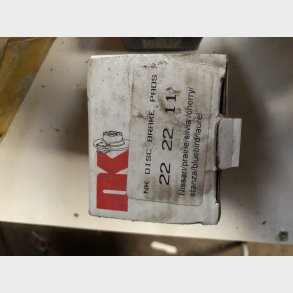 NK
NK DISC BRAKE PADS
22 22 11
Nissan/prairie/silvia/cherry/
stanza/bluebird/laurel